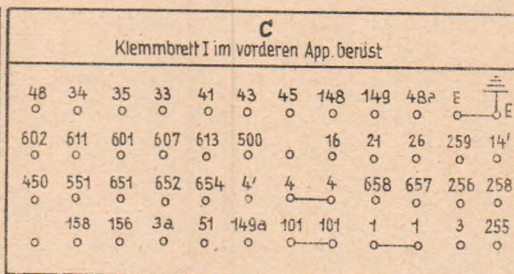 C
Klemmbrett I im vorderen App. Gerüst
48 34 35 33 41 43 45 148 149 48a E E
602 611 601 607 613 500 16 21 26 259 14'
450 551 651 652 654 4' 4 4 658 657 256 258
158 156 3a 51 149a 101 101 1 1 3 255